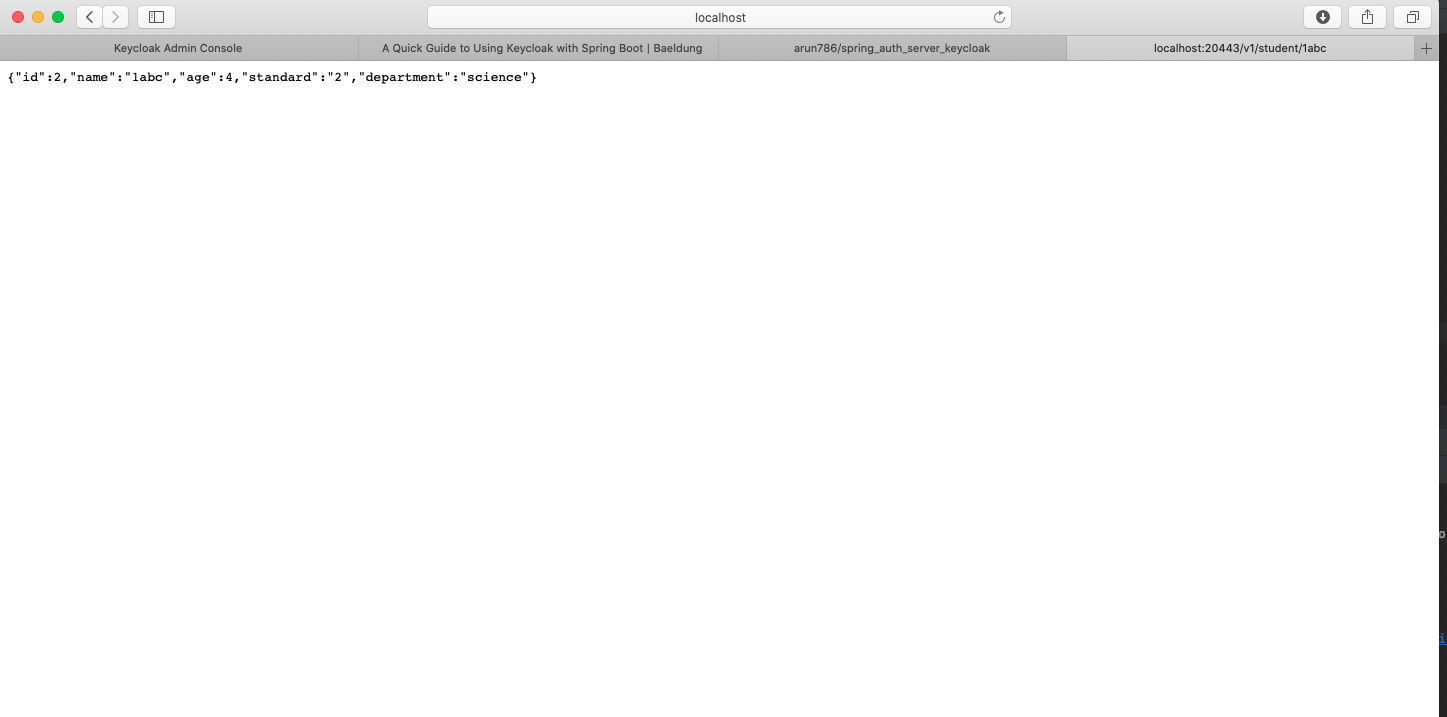 localhost
Keycloak Admin Console
A Quick Guide to Using Keycloak with Spring Boot | Baeldung
arun786/spring_auth_server_keycloak
localhost:20443/v1/student/1abc
{"id":2,"name":"1abc","age":4,"standard":"2","department":"science"}
o
i